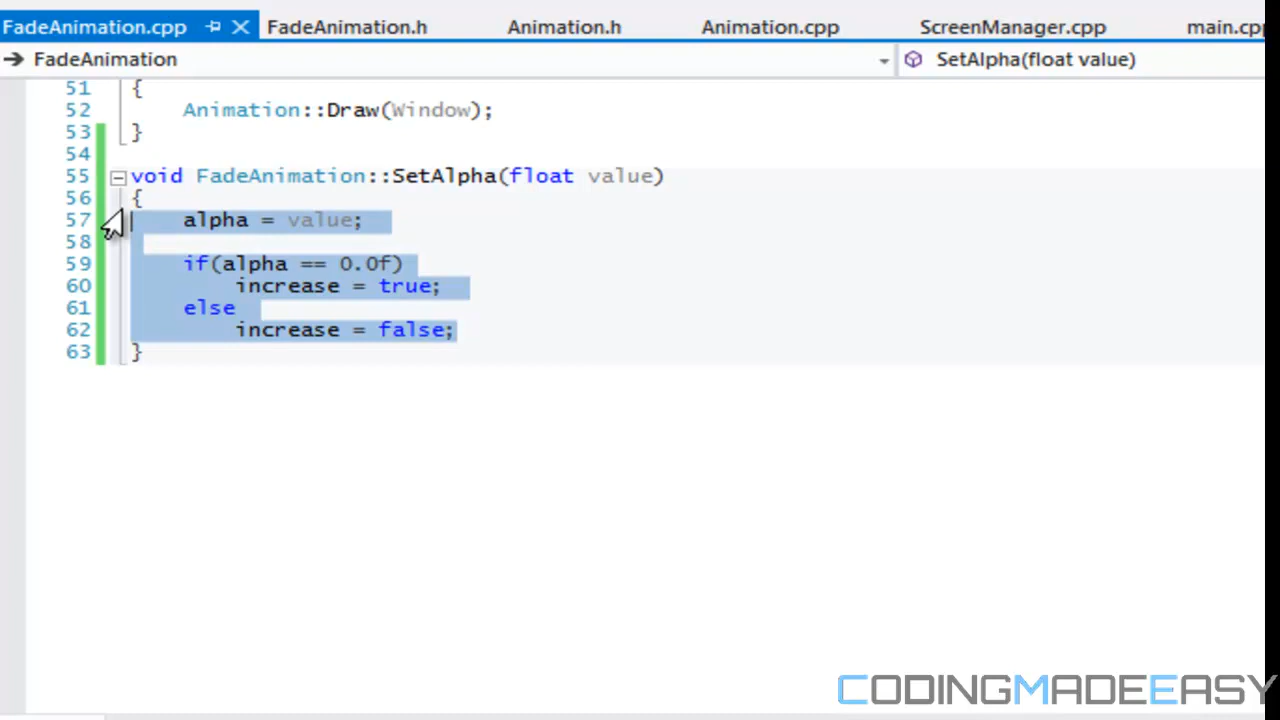 FadeAnimation.cpp FadeAnimation.h Animation.h Animation.cpp ScreenManager.cpp main.cpp
FadeAnimation SetAlpha(float value)
51 {
52 Animation::Draw(Window);
53 }
54
55 void FadeAnimation::SetAlpha(float value)
56 {
57 alpha = value;
58
59 if(alpha == 0.0f)
60 increase = true;
61 else
62 increase = false;
63 }
CODINGMADEEASY